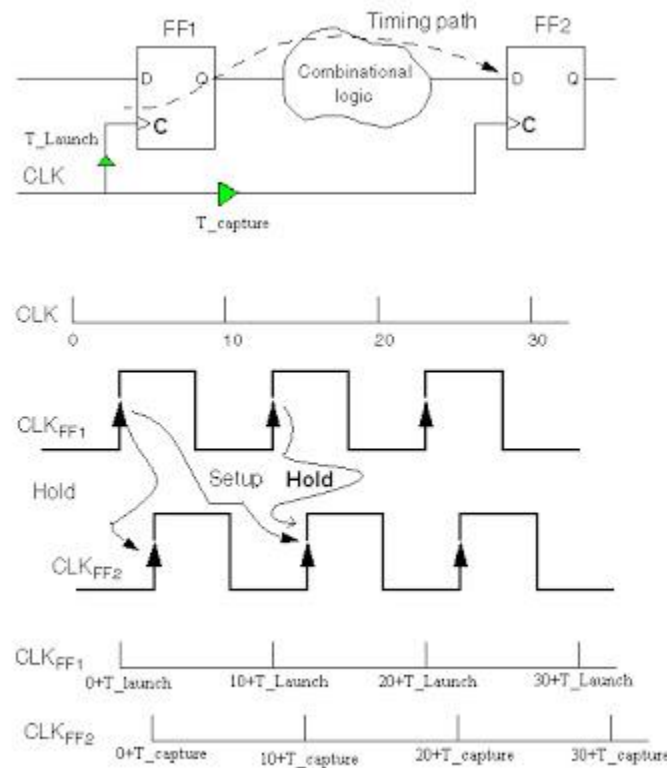 FF1
Timing path
FF2
D
Q
Combinational
logic
D
Q
C
C
T_Launch
CLK
T_capture
CLK
0
10
20
30
CLKFF1
Setup
Hold
Hold
CLKFF2
CLKFF1
0+T_launch
10+T_Launch
20+T_Launch
30+T_Launch
CLKFF2
0+T_capture
10+T_capture
20+T_capture
30+T_capture